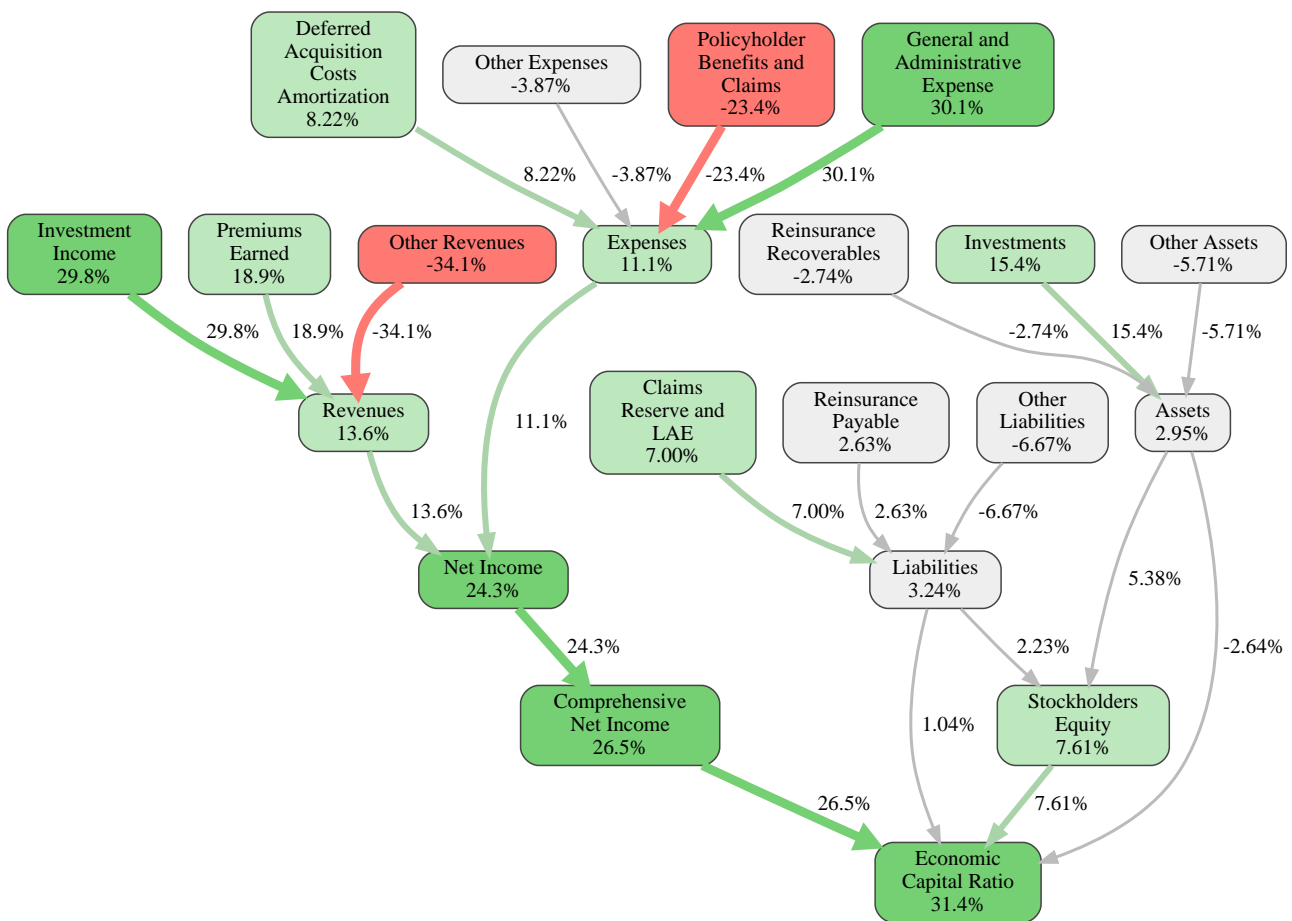 Deferred
Acquisition
Costs
Amortization
8.22%
Other Expenses
-3.87%
Policyholder
Benefits and
Claims
-23.4%
General and
Administrative
Expense
30.1%
8.22%
-3.87%
-23.4%
30.1%
Investment
Income
29.8%
Premiums
Earned
18.9%
Other Revenues
-34.1%
Expenses
11.1%
Reinsurance
Recoverables
-2.74%
Investments
15.4%
Other Assets
-5.71%
29.8%
18.9%
-34.1%
-2.74%
15.4%
-5.71%
Revenues
13.6%
11.1%
Claims
Reserve and
LAE
7.00%
Reinsurance
Payable
2.63%
Other
Liabilities
-6.67%
Assets
2.95%
13.6%
7.00%
2.63%
-6.67%
Net Income
24.3%
Liabilities
3.24%
5.38%
24.3%
2.23%
-2.64%
Comprehensive
Net Income
26.5%
1.04%
Stockholders
Equity
7.61%
26.5%
7.61%
Economic
Capital Ratio
31.4%